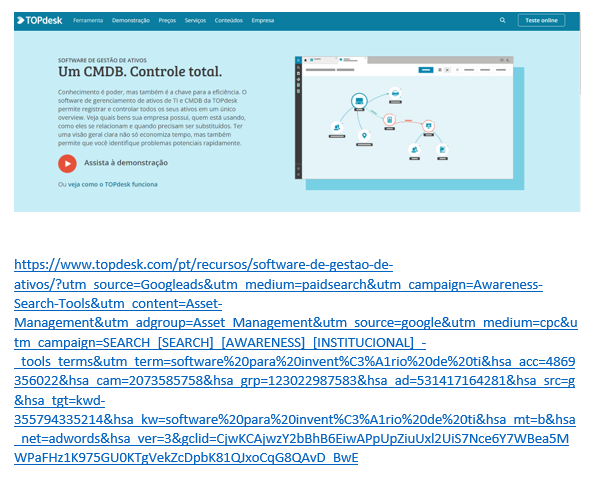 TOPdesk Ferramenta Demonstração Preços Serviços Conteúdos Empresa Teste online
SOFTWARE DE GESTÃO DE ATIVOS
Um CMDB. Controle total.
Conhecimento é poder, mas também é a chave para a eficiência. O
software de gerenciamento de ativos de TI e CMDB da TOPdesk
permite registrar e controlar todos os seus ativos em um único
overview. Veja quais bens sua empresa possui, quem está usando,
como eles se relacionam e quando precisam ser substituídos. Ter
uma visão geral clara não só economiza tempo, mas também
permite que você identifique problemas potenciais rapidamente.
Assista à demonstração
Ou veja como o TOPdesk funciona
https://www.topdesk.com/pt/recursos/software-de-gestao-de-
ativos/?utm_source=Googleads&utm_medium=paidsearch&utm_campaign=Awareness-
Search-Tools&utm_content=Asset-
Management&utm_adgroup=Asset_Management&utm_source=google&utm_medium=cpc&u
tm_campaign=SEARCH_[SEARCH]_[AWARENESS]_[INSTITUCIONAL]_-
_tools_terms&utm_term=software%20para%20invent%C3%A1rio%20de%20ti&hsa_acc=4869
356022&hsa_cam=2073585758&hsa_grp=123022987583&hsa_ad=531417164281&hsa_src=g
&hsa_tgt=kwd-
355794335214&hsa_kw=software%20para%20invent%C3%A1rio%20de%20ti&hsa_mt=b&hsa
_net=adwords&hsa_ver=3&gclid=CjwKCAjwzY2bBhB6EiwAPpUpZiuUxl2UiS7Nce6Y7WBea5M
WPaFHz1K975GU0KTgVekZcDpbK81QJxoCqG8QAvD_BwE